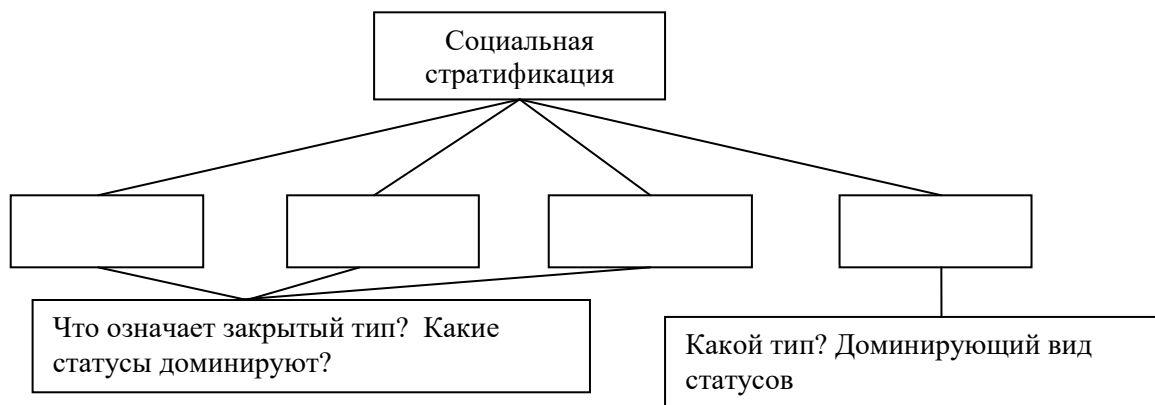 Социальная
стратификация
Что означает закрытый тип?  Какие
статусы доминируют?
Какой тип? Доминирующий вид
статусов